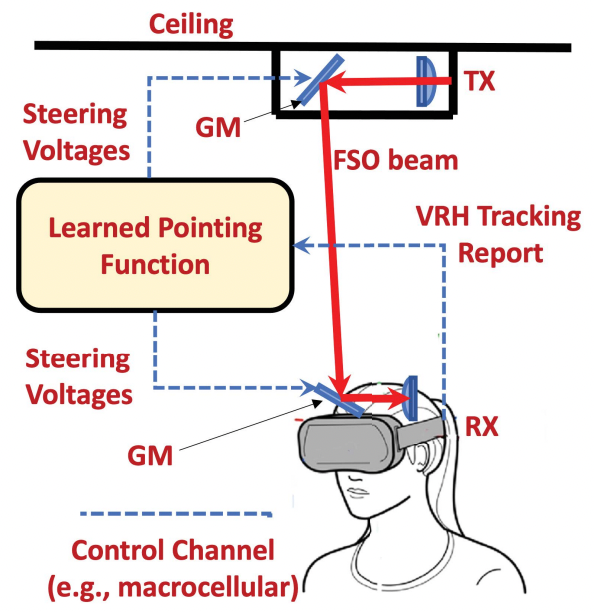 Ceiling
TX
Steering
Voltages
GM
FSO beam
VRH Tracking
Report
Learned Pointing
Function
Steering
Voltages
GM
RX
Control Channel
(e.g., macrocellular)